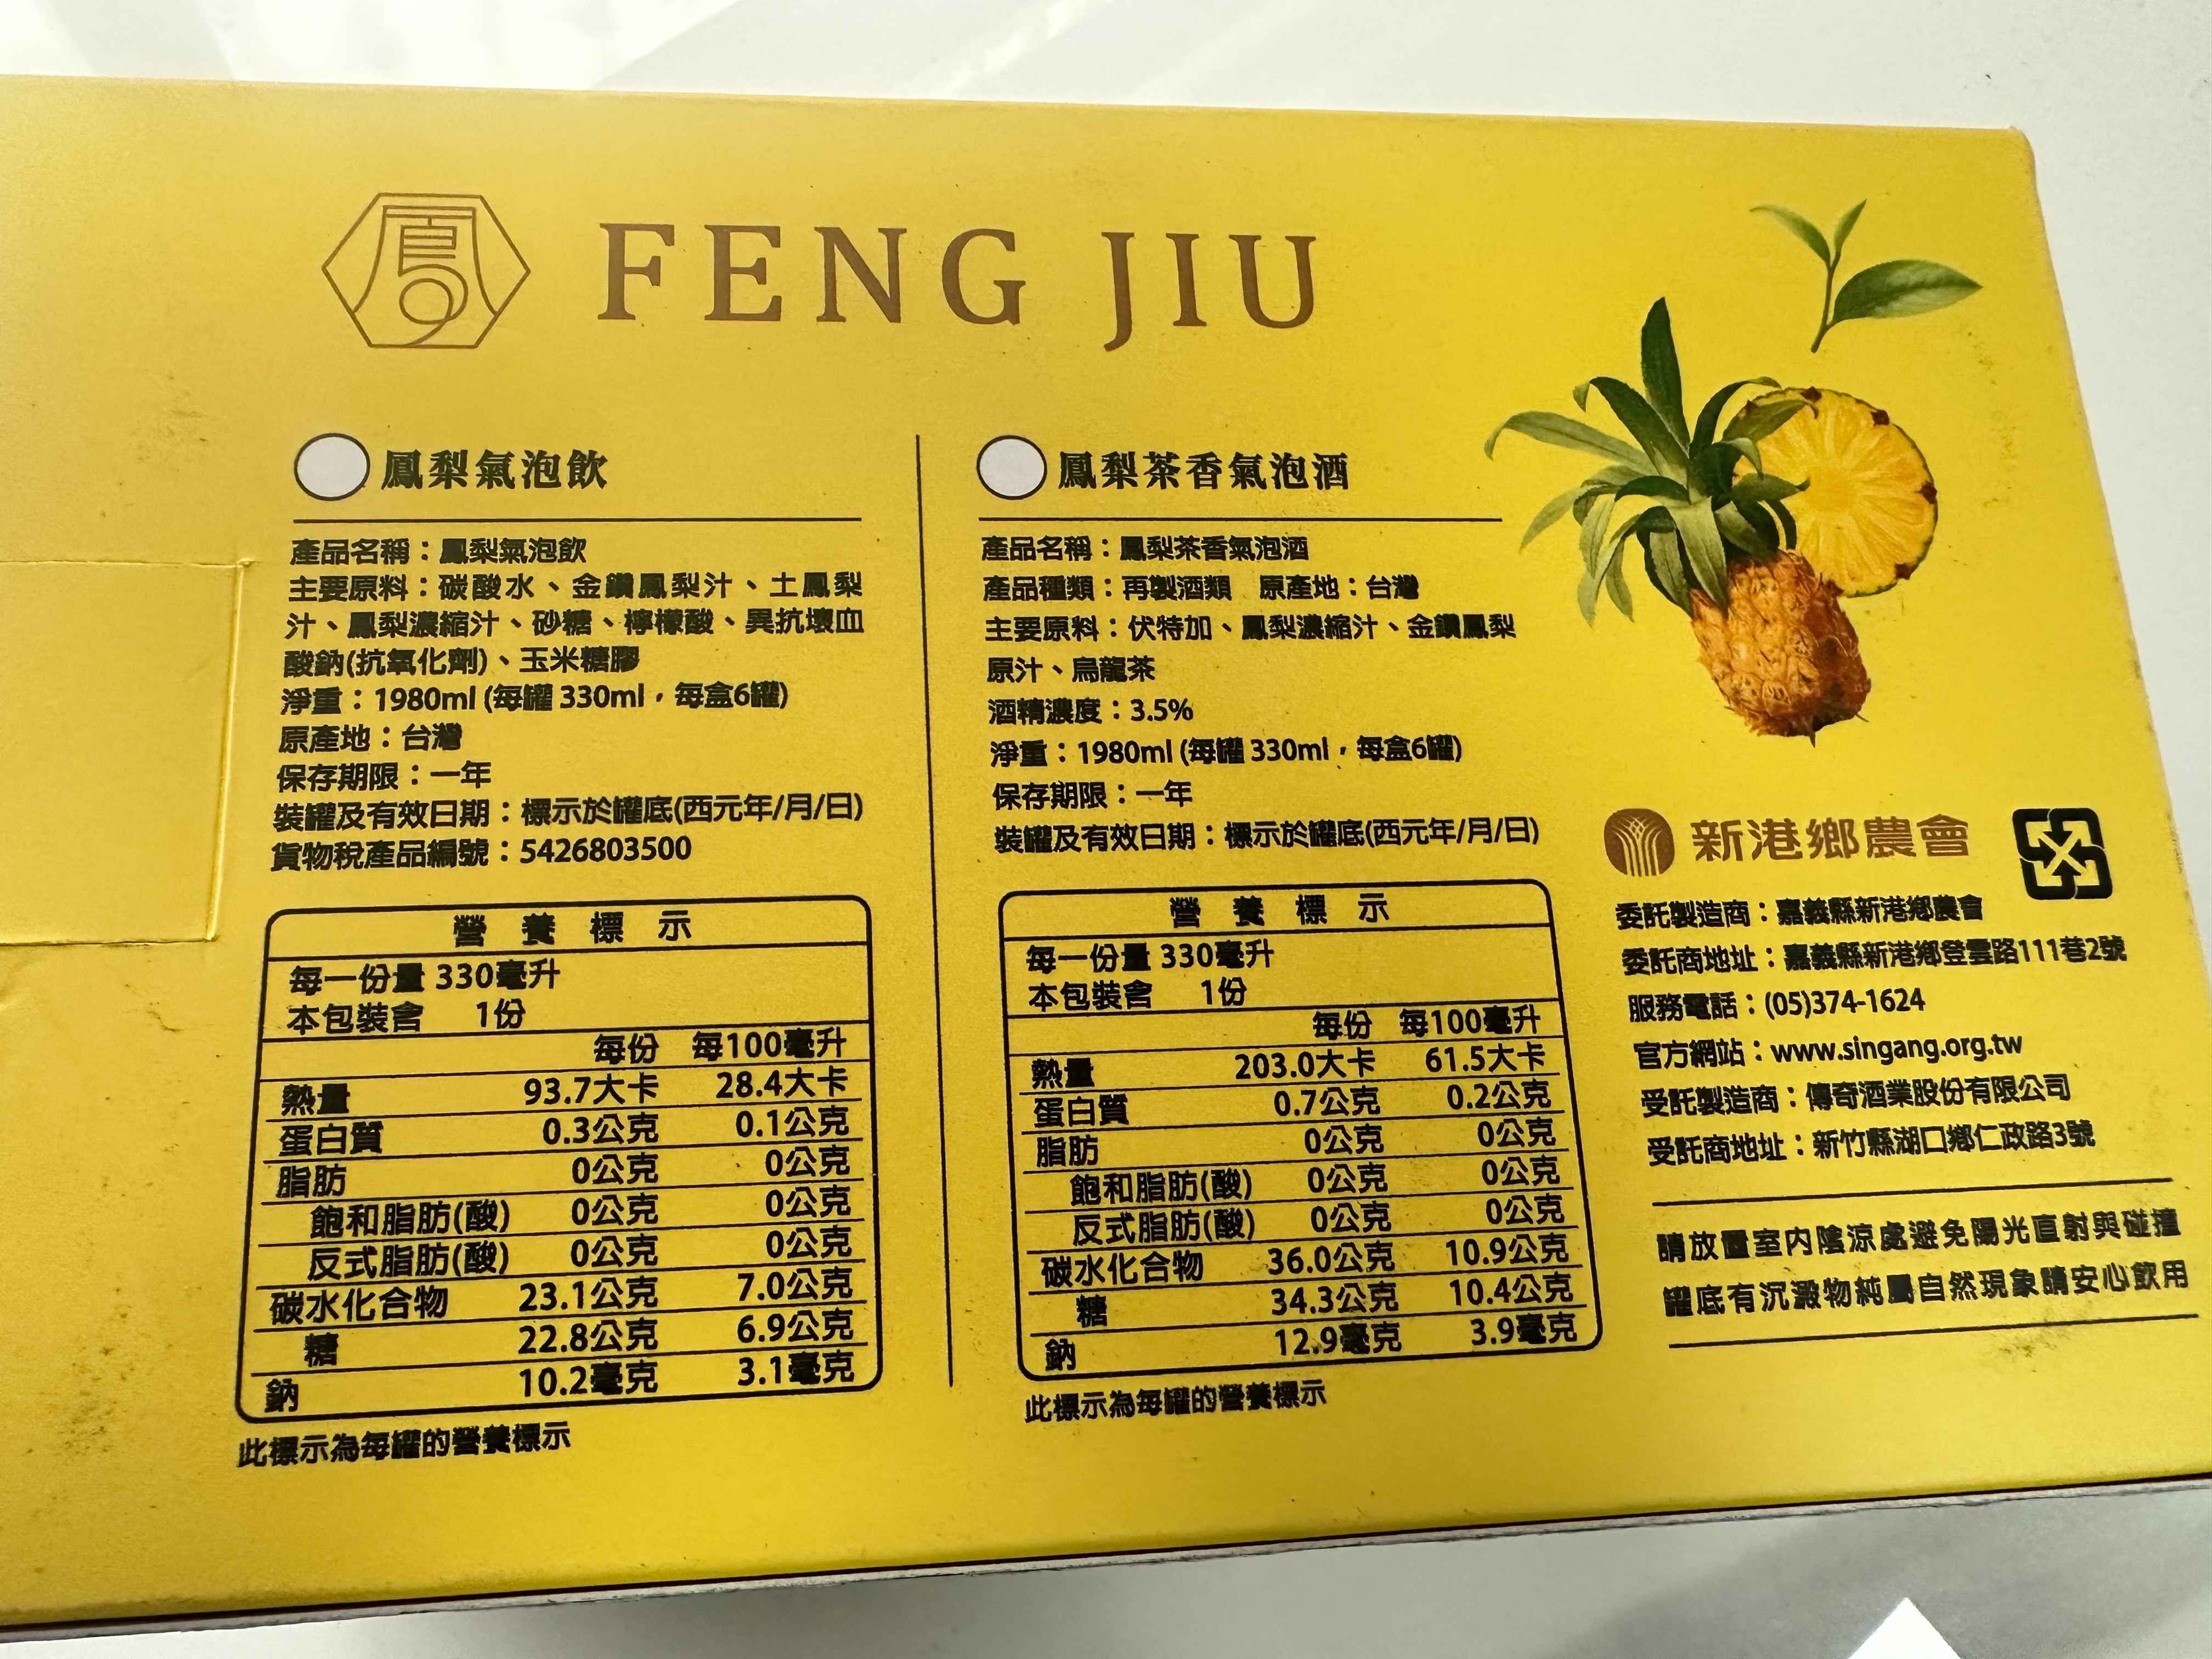 鳳
FENG JIU
鳳梨氣泡飲
產品名稱：鳳梨氣泡飲
主要原料：碳酸水、金鑽鳳梨汁、土鳳梨
汁、鳳梨濃縮汁、砂糖、檸檬酸、異抗壞血
酸鈉(抗氧化劑)、玉米糖膠
淨重：1980ml (每罐 330ml，每盒6罐)
原產地：台灣
保存期限：一年
裝罐及有效日期：標示於罐底(西元年/月/日)
貨物稅產品編號：5426803500
營養標示
每一份量 330毫升
本包裝含 1份
每份 每100毫升
熱量 93.7大卡 28.4大卡
蛋白質 0.3公克 0.1公克
脂肪 0公克 0公克
飽和脂肪(酸) 0公克 0公克
反式脂肪(酸) 0公克 0公克
碳水化合物 23.1公克 7.0公克
糖 22.8公克 6.9公克
鈉 10.2毫克 3.1毫克
此標示為每罐的營養標示
鳳梨茶香氣泡酒
產品名稱：鳳梨茶香氣泡酒
產品種類：再製酒類 原產地：台灣
主要原料：伏特加、鳳梨濃縮汁、金鑽鳳梨
原汁、烏龍茶
酒精濃度：3.5%
淨重：1980ml (每罐 330ml，每盒6罐)
保存期限：一年
裝罐及有效日期：標示於罐底(西元年/月/日)
營養標示
每一份量 330毫升
本包裝含 1份
每份 每100毫升
熱量 203.0大卡 61.5大卡
蛋白質 0.7公克 0.2公克
脂肪 0公克 0公克
飽和脂肪(酸) 0公克 0公克
反式脂肪(酸) 0公克 0公克
碳水化合物 36.0公克 10.9公克
糖 34.3公克 10.4公克
鈉 12.9毫克 3.9毫克
此標示為每罐的營養標示
新港鄉農會
委託製造商：嘉義縣新港鄉農會
委託商地址：嘉義縣新港鄉登雲路111巷2號
服務電話：(05)374-1624
官方網站：www.singang.org.tw
受託製造商：傳奇酒業股份有限公司
受託商地址：新竹縣湖口鄉仁政路3號
請放置室內陰涼處避免陽光直射與碰撞
罐底有沉澱物純屬自然現象請安心飲用